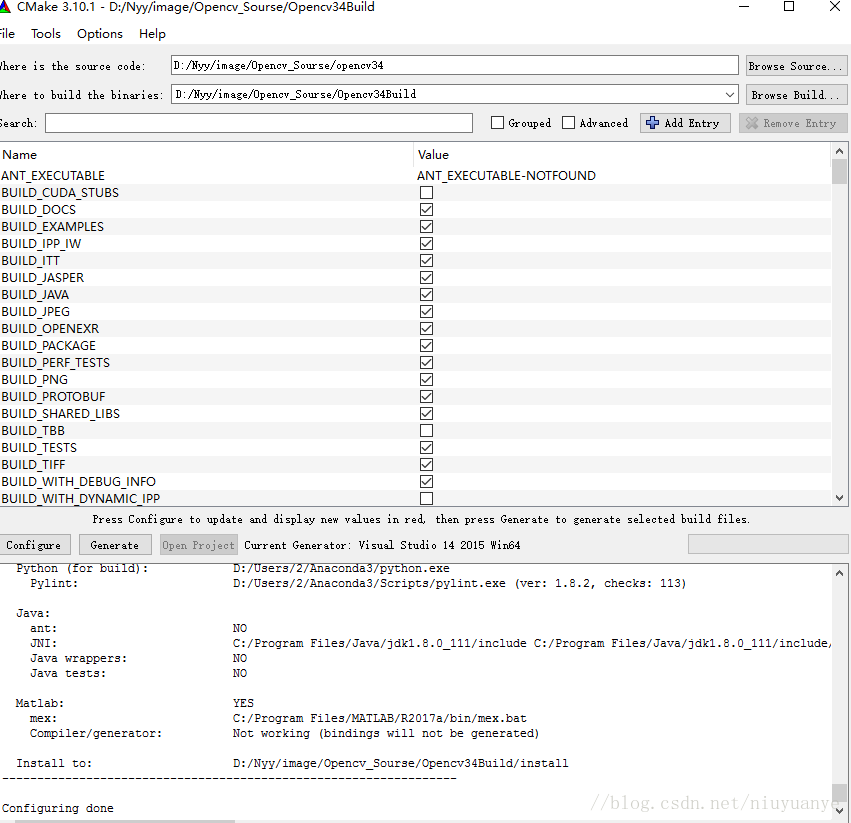 CMake 3.10.1 - D:/Nyy/image/Opencv_Sourse/Opencv34Build
File Tools Options Help
Where is the source code: D:/Nyy/image/Opencv_Sourse/opencv34 Browse Source...
Where to build the binaries: D:/Nyy/image/Opencv_Sourse/Opencv34Build Browse Build...
Search: Grouped Advanced Add Entry Remove Entry
Name Value
ANT_EXECUTABLE ANT_EXECUTABLE-NOTFOUND
BUILD_CUDA_STUBS
BUILD_DOCS
BUILD_EXAMPLES
BUILD_IPP_IW
BUILD_ITT
BUILD_JASPER
BUILD_JAVA
BUILD_JPEG
BUILD_OPENEXR
BUILD_PACKAGE
BUILD_PERF_TESTS
BUILD_PNG
BUILD_PROTOBUF
BUILD_SHARED_LIBS
BUILD_TBB
BUILD_TESTS
BUILD_TIFF
BUILD_WITH_DEBUG_INFO
BUILD_WITH_DYNAMIC_IPP
Press Configure to update and display new values in red, then press Generate to generate selected build files.
Configure Generate Open Project Current Generator: Visual Studio 14 2015 Win64
Python (for build): D:/Users/2/Anaconda3/python.exe
Pylint: D:/Users/2/Anaconda3/Scripts/pylint.exe (ver: 1.8.2, checks: 113)
Java:
ant: NO
JNI: C:/Program Files/Java/jdk1.8.0_111/include C:/Program Files/Java/jdk1.8.0_111/include/
Java wrappers: NO
Java tests: NO
Matlab: YES
mex: C:/Program Files/MATLAB/R2017a/bin/mex.bat
Compiler/generator: Not working (bindings will not be generated)
Install to: D:/Nyy/image/Opencv_Sourse/Opencv34Build/install
-----------------------------------------------------------------
Configuring done
//blog.csdn.net/niuyuanye